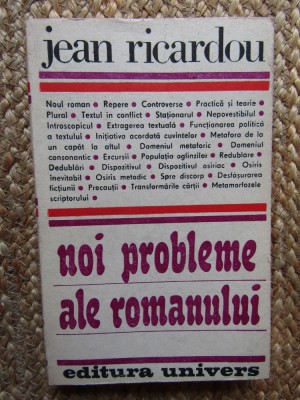 jean ricardou
Noul roman • Repere • Controverse • Practică și teorie •
Plural • Textul în conflict • Staționarul • Nepovestibilul •
Introscopicul • Extragerea textuală • Funcționarea politică
a textului • Inițiativa acordată cuvintelor • Metafora de la
un capăt la altul • Domeniul metaforic • Domeniul
consonantic • Excursii • Populația oglinzilor • Redublare •
Dedublări • Dispozitivul • Dispozitivul osiriac • Osiris
inevitabil • Osiris metodic • Spre discorp • Desfășurarea
ficțiunii • Precauții • Transformările cărții • Metamorfozele
scriptorului •
noi probleme
ale romanului
editura univers